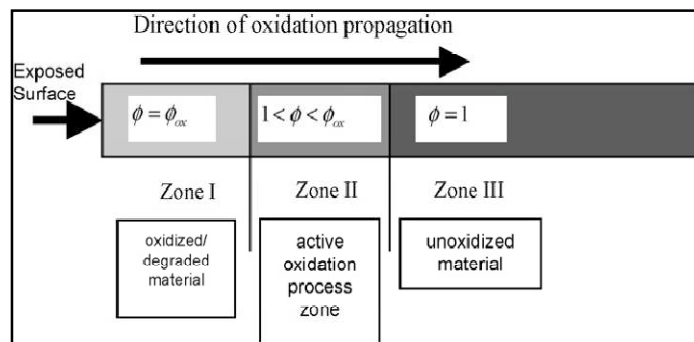 Direction of oxidation propagation
Exposed
Surface
ϕ = ϕox
1 < ϕ < ϕox
ϕ = 1
Zone I
Zone II
Zone III
oxidized/
degraded
material
active
oxidation
process
zone
unoxidized
material